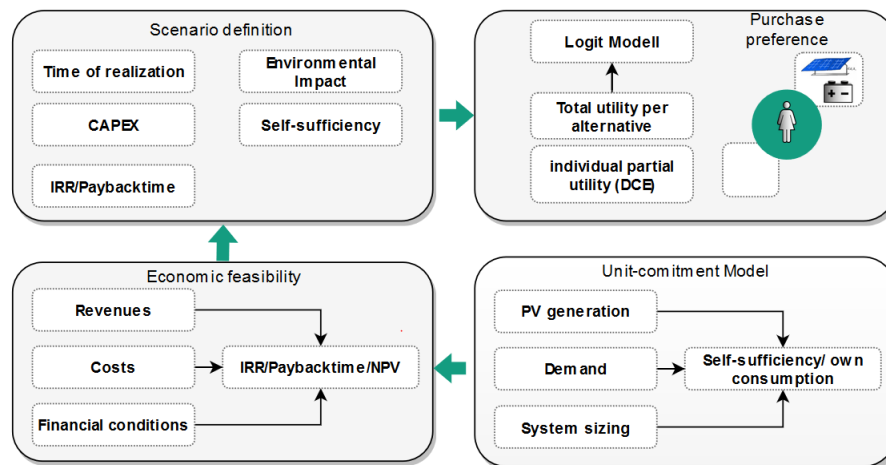 Scenario definition
Time of realization
Environmental
Impact
CAPEX
Self-sufficiency
IRR/Paybacktime
Purchase
preference
Logit Modell
Total utility per
alternative
individual partial
utility (DCE)
Economic feasibility
Revenues
Costs
IRR/Paybacktime/NPV
Financial conditions
Unit-comitment Model
PV generation
Demand
Self-sufficiency/ own
consumption
System sizing